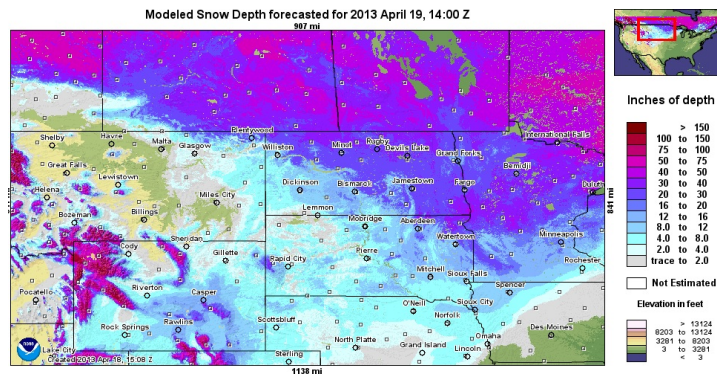 Modeled Snow Depth forecasted for 2013 April 19, 14:00 Z
907 mi
Shelby
Havre
Malta
Glasgow
Plentywood
Williston
Minot
Rugby
Devils Lake
Grand Forks
International Falls
Great Falls
Lewistown
Helena
Miles City
Dickinson
Bismarck
Jamestown
Fargo
Bemidji
Duluth
Bozeman
Billings
Lemmon
Mobridge
Aberdeen
Watertown
Minneapolis
Cody
Sheridan
Gillette
Rapid City
Pierre
Mitchell
Sioux Falls
Spencer
Rochester
Pocatello
Riverton
Casper
O'Neill
Sioux City
Norfolk
Rock Springs
Rawlins
Scottsbluff
North Platte
Grand Island
Lincoln
Omaha
Des Moines
Lake City
Sterling
Created 2013 Apr 18, 15:08 Z
noaa
841 mi
1138 mi
Inches of depth
> 150
100 to 150
75 to 100
50 to 75
40 to 50
30 to 40
20 to 30
16 to 20
12 to 16
8.0 to 12
4.0 to 8.0
2.0 to 4.0
trace to 2.0
Not Estimated
Elevation in feet
> 13124
8203 to 13124
3281 to 8203
3 to 3281
< 3